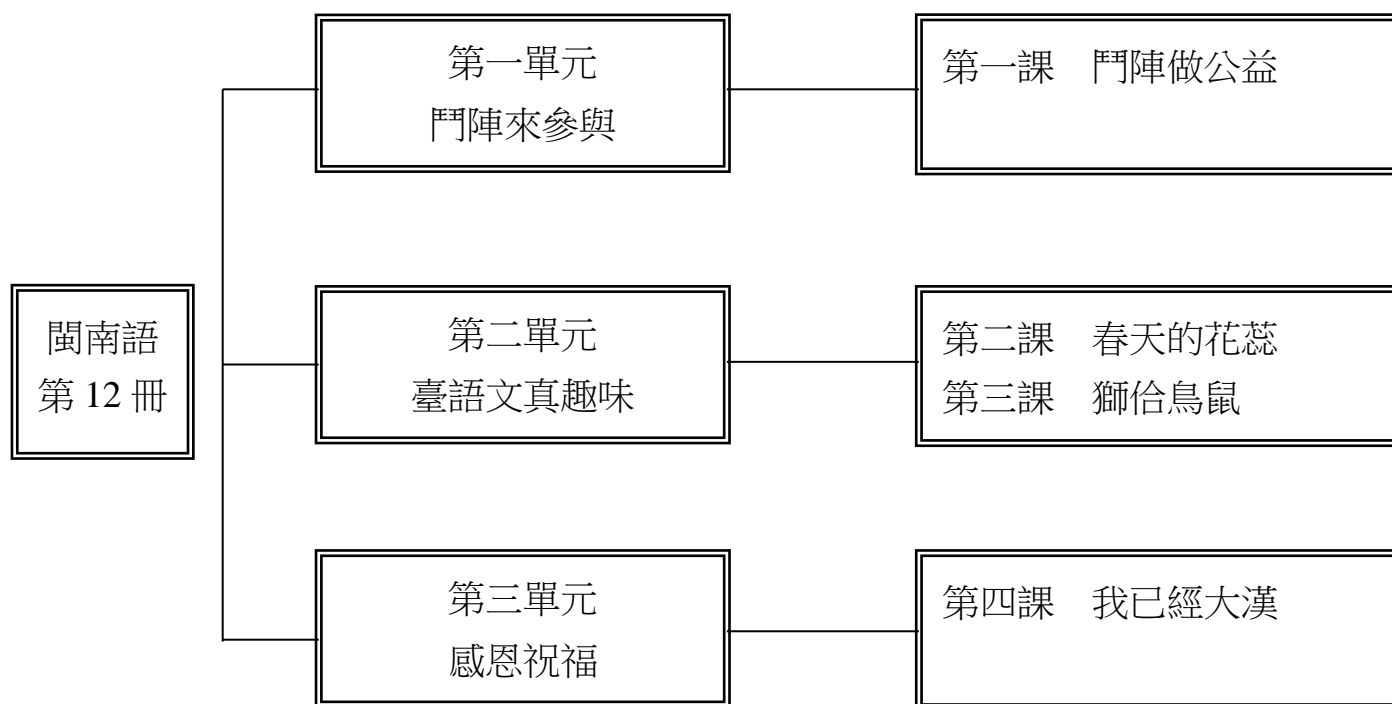 第一單元
鬥陣來參與
第一課　鬥陣做公益
閩南語
第 12 冊
第二單元
臺語文真趣味
第二課　春天的花蕊
第三課　獅佮鳥鼠
第三單元
感恩祝福
第四課　我已經大漢